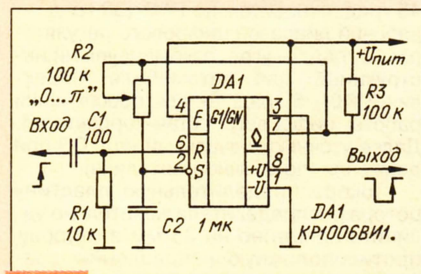 R2
100 к
„0...π"
DA1
+Uпит
Вход
C1
100
4
E
G1/GN
3
7
R3
100 к
6
R
2
S
+U
8
-U
1
Выход
R1
10 к
C2
1 мк
DA1
КР1006ВИ1.